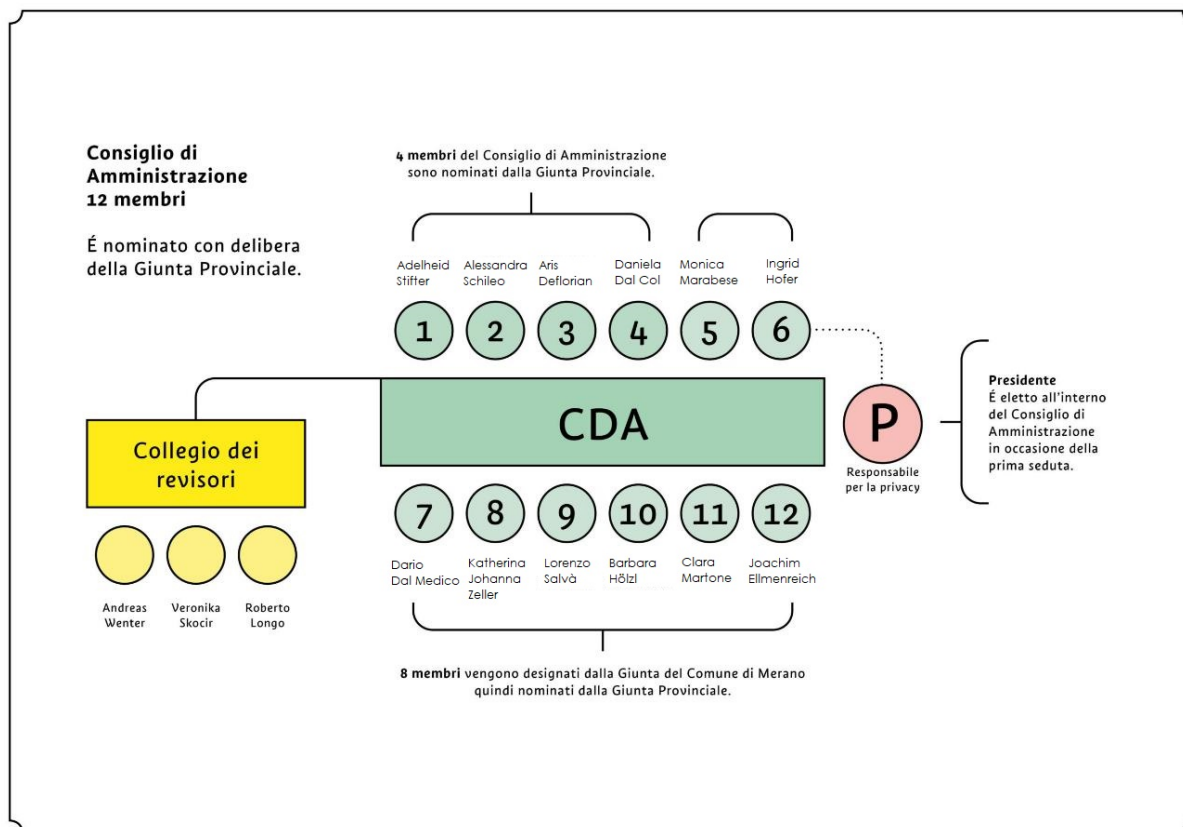 Consiglio di
Amministrazione
12 membri
É nominato con delibera
della Giunta Provinciale.
4 membri del Consiglio di Amministrazione
sono nominati dalla Giunta Provinciale.
Adelheid
Stifter
Alessandra
Schileo
Aris
Deflorian
Daniela
Dal Col
Monica
Marabese
Ingrid
Hofer
1 2 3 4 5 6
CDA
P
Responsabile
per la privacy
Presidente
É eletto all'interno
del Consiglio di
Amministrazione
in occasione della
prima seduta.
Collegio dei
revisori
Andreas
Wenter
Veronika
Skocir
Roberto
Longo
7 8 9 10 11 12
Dario
Dal Medico
Katherina
Johanna
Zeller
Lorenzo
Salvà
Barbara
Hölzl
Clara
Martone
Joachim
Ellmenreich
8 membri vengono designati dalla Giunta del Comune di Merano
quindi nominati dalla Giunta Provinciale.